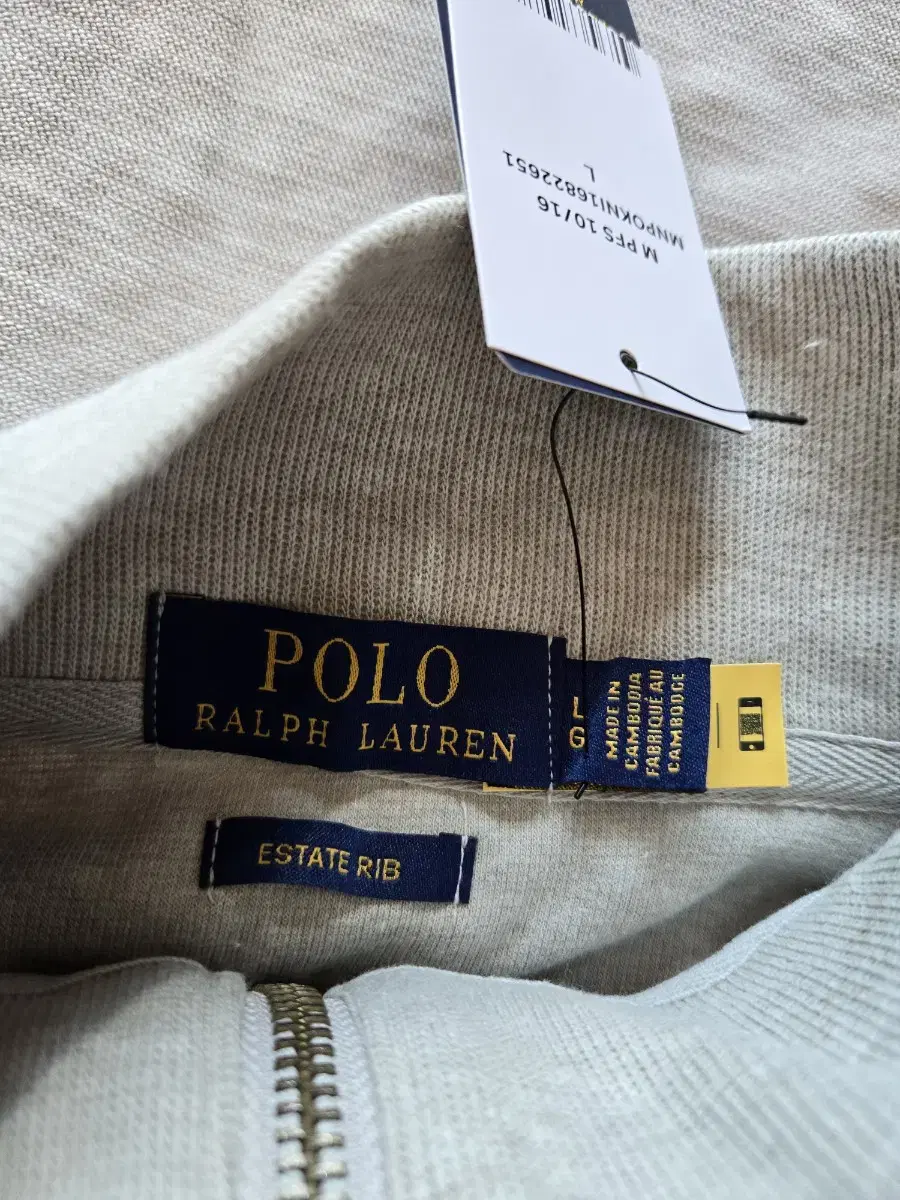 M PFS 10/16
MNPOKNI16822651
L
POLO
RALPH LAUREN
L
G
MADE IN
CAMBODIA
FABRIQUÉ AU
CAMBODGE
ESTATE RIB